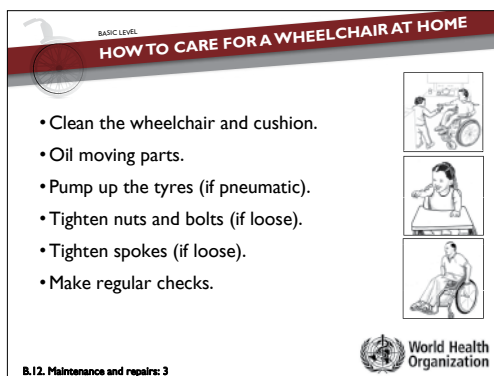 BASIC LEVEL
HOW TO CARE FOR A WHEELCHAIR AT HOME
• Clean the wheelchair and cushion.
• Oil moving parts.
• Pump up the tyres (if pneumatic).
• Tighten nuts and bolts (if loose).
• Tighten spokes (if loose).
• Make regular checks.
World Health
Organization
B.12. Maintenance and repairs: 3